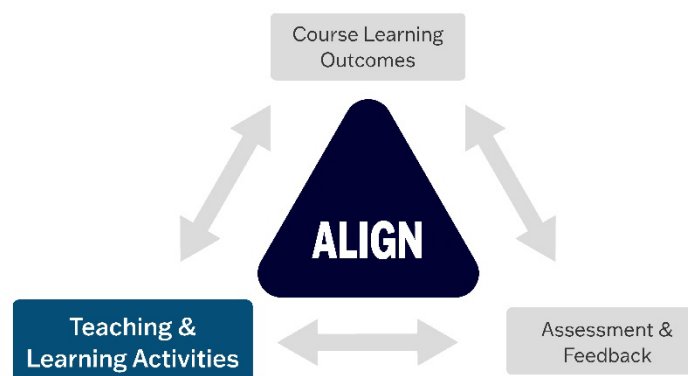 Course Learning
Outcomes
ALIGN
Teaching &
Learning Activities
Assessment &
Feedback